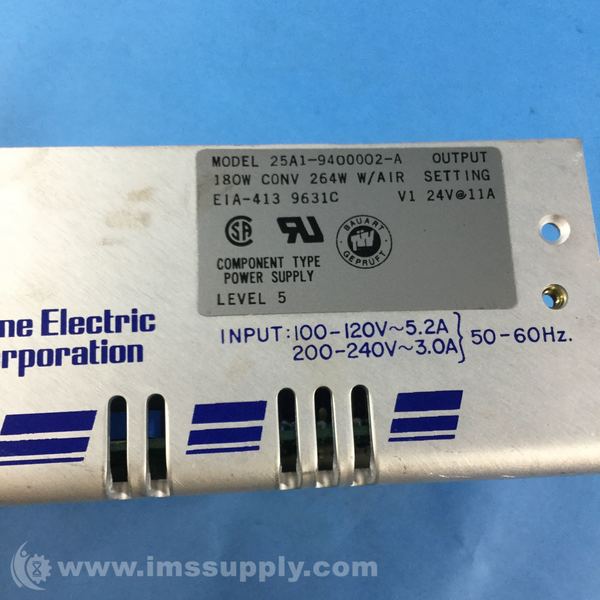 MODEL 25A1-9400002-A OUTPUT
180W CONV 264W W/AIR SETTING
EIA-413 9631C V1 24V@11A
BAUART
GEPRUFT
COMPONENT TYPE
POWER SUPPLY
LEVEL 5
ne Electric
rporation
INPUT: 100-120V~5.2A
200-240V~3.0A} 50-60Hz.
www.imssupply.com